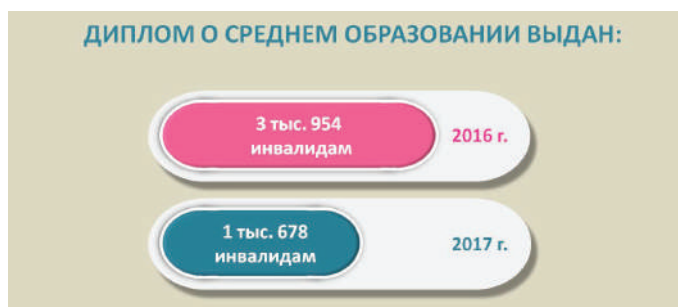 ДИПЛОМ О СРЕДНЕМ ОБРАЗОВАНИИ ВЫДАН:
3 тыс. 954
инвалидам
2016 г.
1 тыс. 678
инвалидам
2017 г.